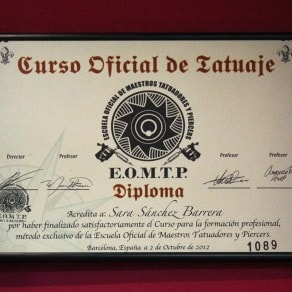 Curso Oficial de Tatuaje
ESCUELA OFICIAL DE MAESTROS TATUADORES Y PIERCERS
Director
Profesor
Profesor
Profesor
E.O.M.T.P.
Diploma
Acredita a: Sara Sánchez Barrera
por haber finalizado satisfactoriamente el Curso para la formación profesional,
método exclusivo de la Escuela Oficial de Maestros Tatuadores y Piercers.
Barcelona, España, a 2 de Octubre de 2012
E.O.M.T.P.
1089